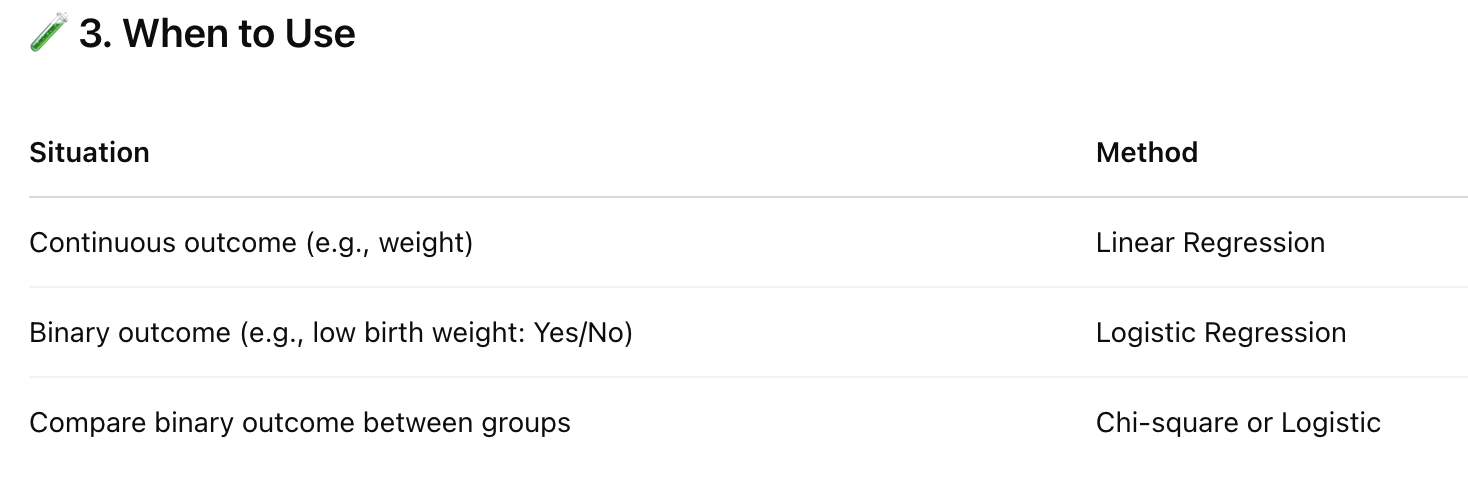 🧪 3. When to Use
Situation Method
Continuous outcome (e.g., weight) Linear Regression
Binary outcome (e.g., low birth weight: Yes/No) Logistic Regression
Compare binary outcome between groups Chi-square or Logistic